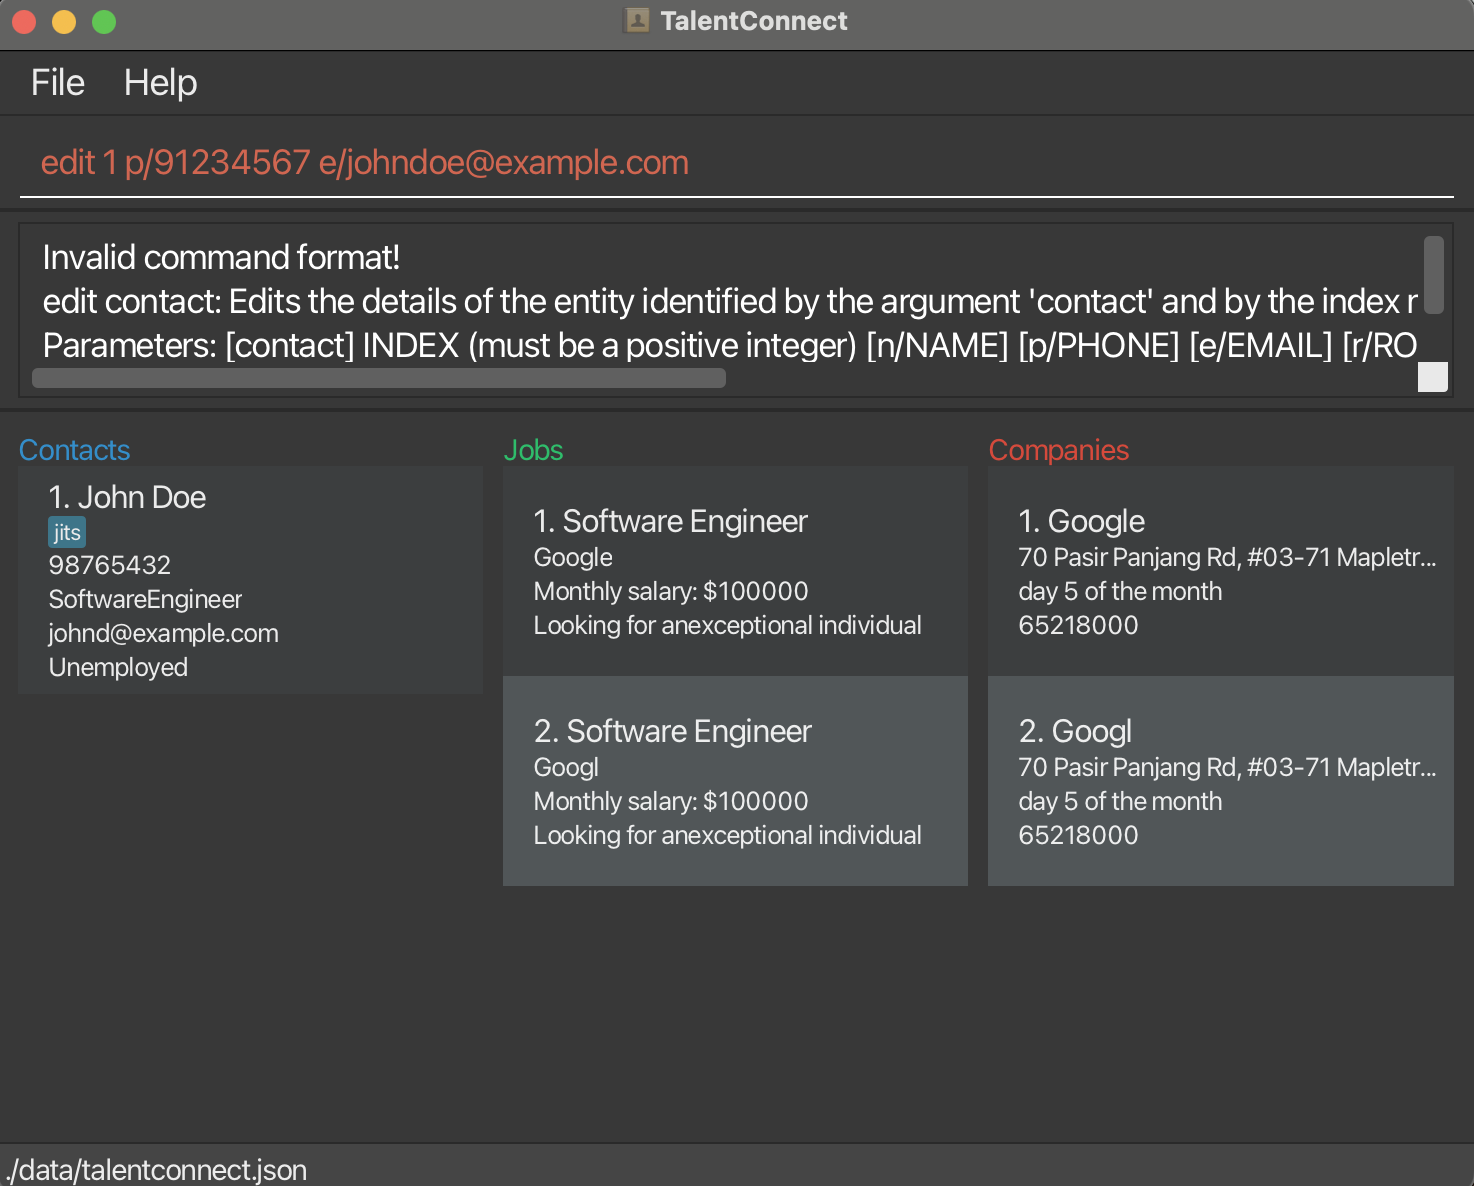 TalentConnect
File Help
edit 1 p/91234567 e/johndoe@example.com
Invalid command format!
edit contact: Edits the details of the entity identified by the argument 'contact' and by the index r
Parameters: [contact] INDEX (must be a positive integer) [n/NAME] [p/PHONE] [e/EMAIL] [r/RO
Contacts
1. John Doe
jits
98765432
SoftwareEngineer
johnd@example.com
Unemployed
Jobs
1. Software Engineer
Google
Monthly salary: $100000
Looking for anexceptional individual
2. Software Engineer
Googl
Monthly salary: $100000
Looking for anexceptional individual
Companies
1. Google
70 Pasir Panjang Rd, #03-71 Mapletr...
day 5 of the month
65218000
2. Googl
70 Pasir Panjang Rd, #03-71 Mapletr...
day 5 of the month
65218000
./data/talentconnect.json